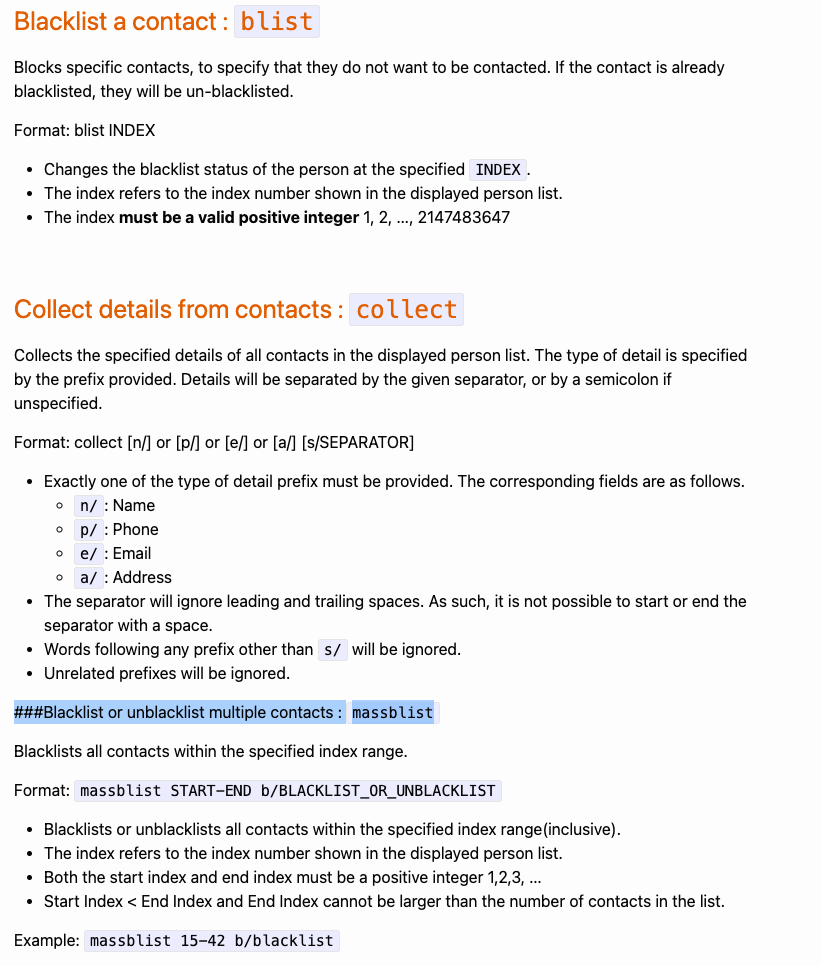 Blacklist a contact : blist
Blocks specific contacts, to specify that they do not want to be contacted. If the contact is already
blacklisted, they will be un-blacklisted.
Format: blist INDEX
• Changes the blacklist status of the person at the specified INDEX.
• The index refers to the index number shown in the displayed person list.
• The index must be a valid positive integer 1, 2, …, 2147483647
Collect details from contacts : collect
Collects the specified details of all contacts in the displayed person list. The type of detail is specified
by the prefix provided. Details will be separated by the given separator, or by a semicolon if
unspecified.
Format: collect [n/] or [p/] or [e/] or [a/] [s/SEPARATOR]
• Exactly one of the type of detail prefix must be provided. The corresponding fields are as follows.
◦ n/ : Name
◦ p/ : Phone
◦ e/ : Email
◦ a/ : Address
• The separator will ignore leading and trailing spaces. As such, it is not possible to start or end the
separator with a space.
• Words following any prefix other than s/ will be ignored.
• Unrelated prefixes will be ignored.
###Blacklist or unblacklist multiple contacts : massblist
Blacklists all contacts within the specified index range.
Format: massblist START-END b/BLACKLIST_OR_UNBLACKLIST
• Blacklists or unblacklists all contacts within the specified index range(inclusive).
• The index refers to the index number shown in the displayed person list.
• Both the start index and end index must be a positive integer 1,2,3, …
• Start Index < End Index and End Index cannot be larger than the number of contacts in the list.
Example: massblist 15-42 b/blacklist